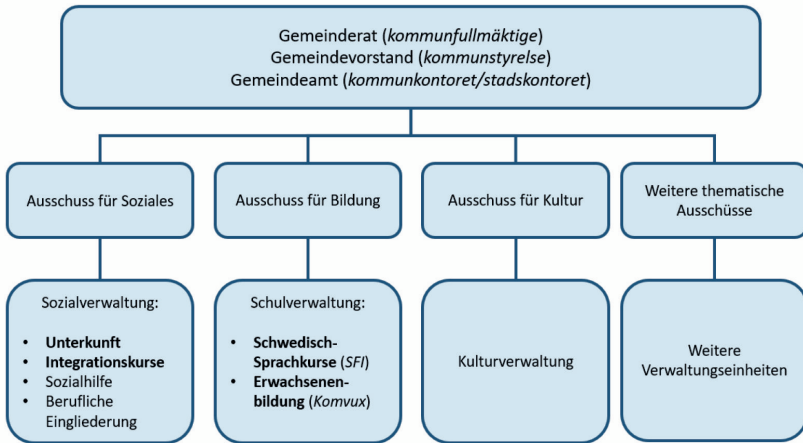 Gemeinderat (kommunfullmäktige)
Gemeindevorstand (kommunstyrelse)
Gemeindeamt (kommunkontoret/stadskontoret)
Ausschuss für Soziales
Ausschuss für Bildung
Ausschuss für Kultur
Weitere thematische
Ausschüsse
Sozialverwaltung:
• Unterkunft
• Integrationskurse
• Sozialhilfe
• Berufliche
Eingliederung
Schulverwaltung:
• Schwedisch-
Sprachkurse (SFI)
• Erwachsenen-
bildung (Komvux)
Kulturverwaltung
Weitere
Verwaltungseinheiten